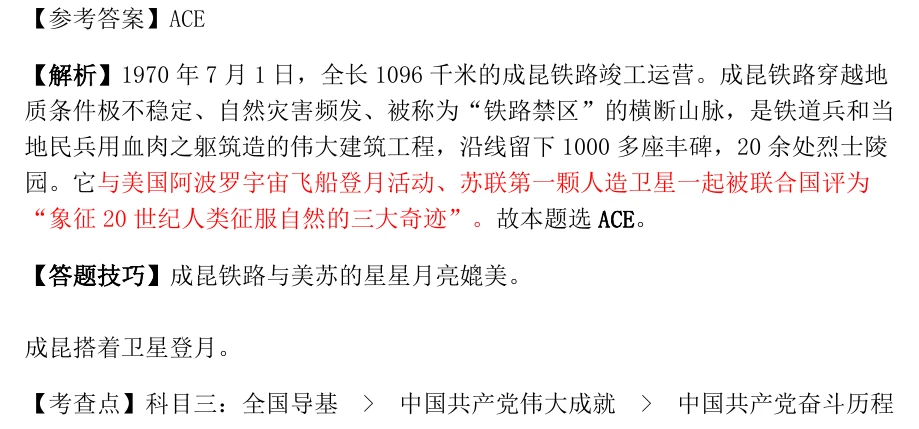 【参考答案】ACE
【解析】1970 年 7 月 1 日，全长 1096 千米的成昆铁路竣工运营。成昆铁路穿越地
质条件极不稳定、自然灾害频发、被称为“铁路禁区”的横断山脉，是铁道兵和当
地民兵用血肉之躯筑造的伟大建筑工程，沿线留下 1000 多座丰碑，20 余处烈士陵
园。它与美国阿波罗宇宙飞船登月活动、苏联第一颗人造卫星一起被联合国评为
“象征 20 世纪人类征服自然的三大奇迹”。故本题选 ACE。
【答题技巧】成昆铁路与美苏的星星月亮媲美。
成昆搭着卫星登月。
【考查点】科目三：全国导基 > 中国共产党伟大成就 > 中国共产党奋斗历程